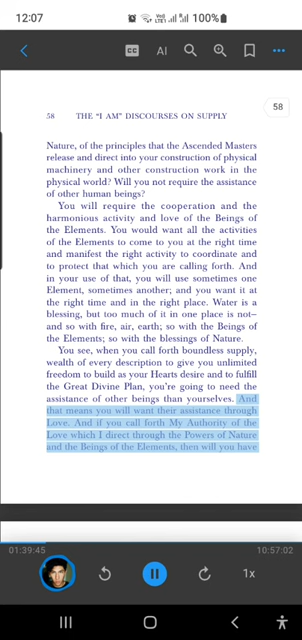 12:07
100%
CC
AI
58
58 THE “I AM” DISCOURSES ON SUPPLY
Nature, of the principles that the Ascended Masters
release and direct into your construction of physical
machinery and other construction work in the
physical world? Will you not require the assistance
of other human beings?
You will require the cooperation and the
harmonious activity and love of the Beings of
the Elements. You would want all the activities
of the Elements to come to you at the right time
and manifest the right activity to coordinate and
to protect that which you are calling forth. And
in your use of that, you will use sometimes one
Element, sometimes another; and you want it at
the right time and in the right place. Water is a
blessing, but too much of it in one place is not—
and so with fire, air, earth; so with the Beings of
the Elements; so with the blessings of Nature.
You see, when you call forth boundless supply,
wealth of every description to give you unlimited
freedom to build as your Hearts desire and to fulfill
the Great Divine Plan, you’re going to need the
assistance of other beings than yourselves. And
that means you will want their assistance through
Love. And if you call forth My Authority of the
Love which I direct through the Powers of Nature
and the Beings of the Elements, then will you have
01:39:45
10:57:02
1x